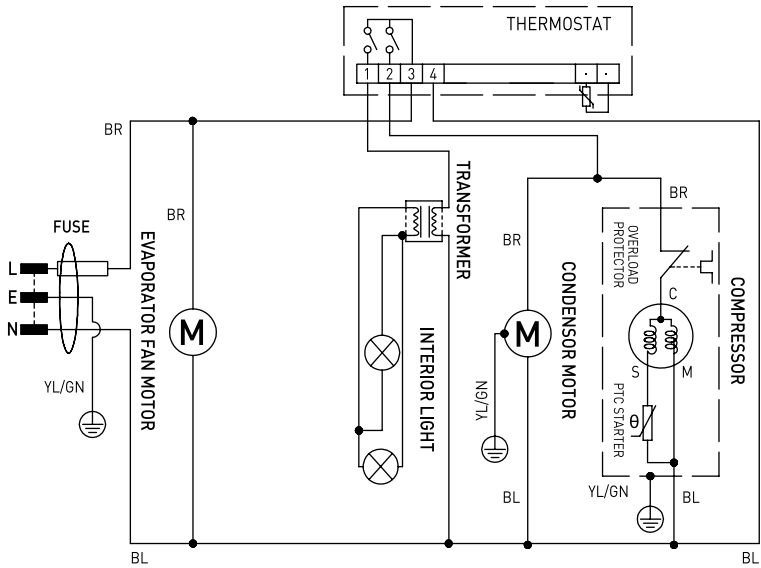 THERMOSTAT
1 2 3 4
BR
BR
FUSE
L
E
N
YL/GN
EVAPORATOR FAN MOTOR
M
TRANSFORMER
INTERIOR LIGHT
BR
M
CONDENSOR MOTOR
YL/GN
BL
BR
OVERLOAD
PROTECTOR
C
S
M
COMPRESSOR
PTC STARTER
θ
YL/GN
BL
BL
BL